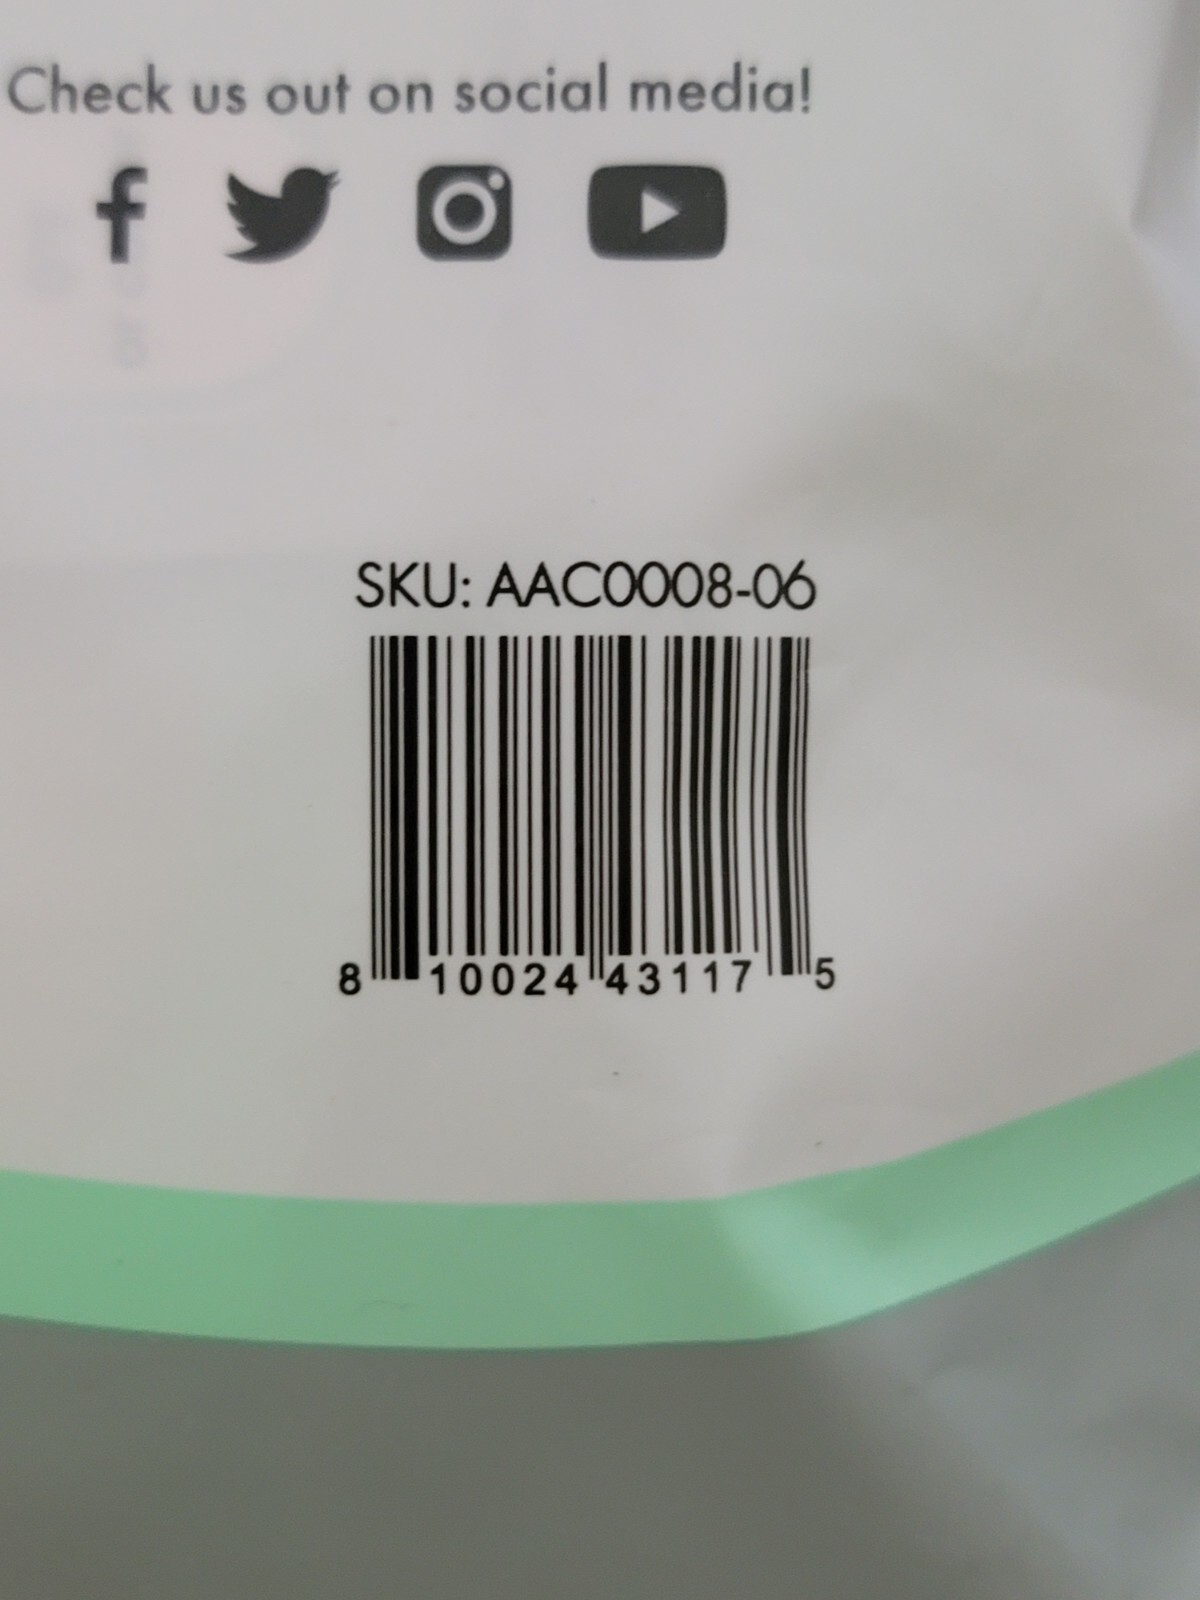 Check us out on social media!
SKU: AAC0008-06
8 10024 43117 5